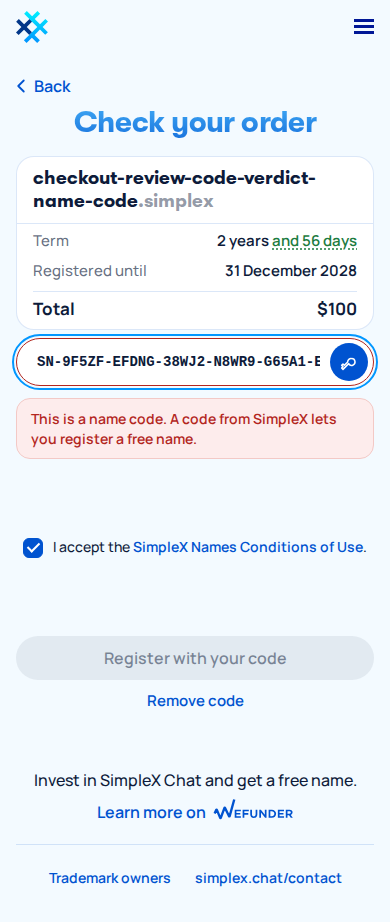 Back
Check your order
checkout-review-code-verdict-
name-code.simplex
Term 2 years and 56 days
Registered until 31 December 2028
Total $100
SN-9F5ZF-EFDNG-38WJ2-N8WR9-G65A1-E
This is a name code. A code from SimpleX lets
you register a free name.
I accept the SimpleX Names Conditions of Use.
Register with your code
Remove code
Invest in SimpleX Chat and get a free name.
Learn more on WEFUNDER
Trademark owners simplex.chat/contact